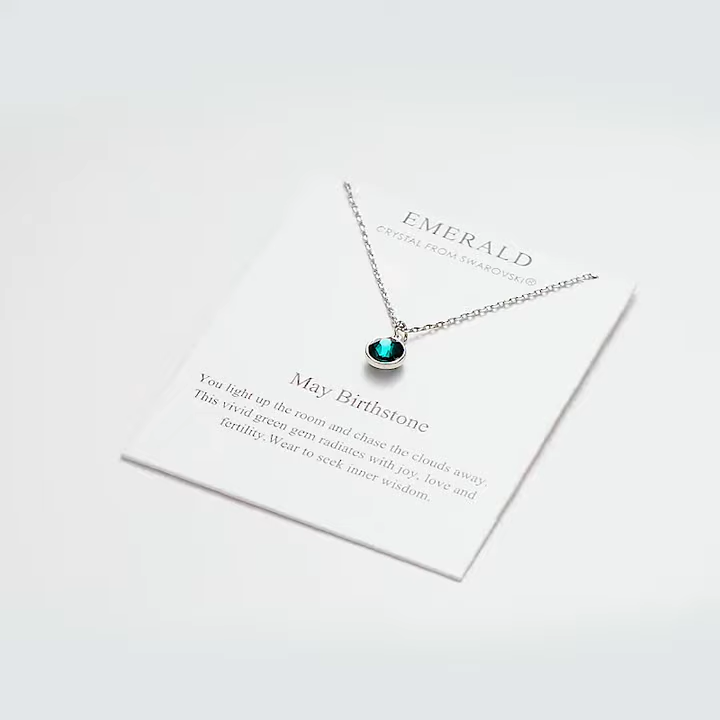 EMERALD
CRYSTAL FROM SWAROVSKI®
May Birthstone
You light up the room and chase the clouds away.
This vivid green gem radiates with joy, love and
fertility. Wear to seek inner wisdom.